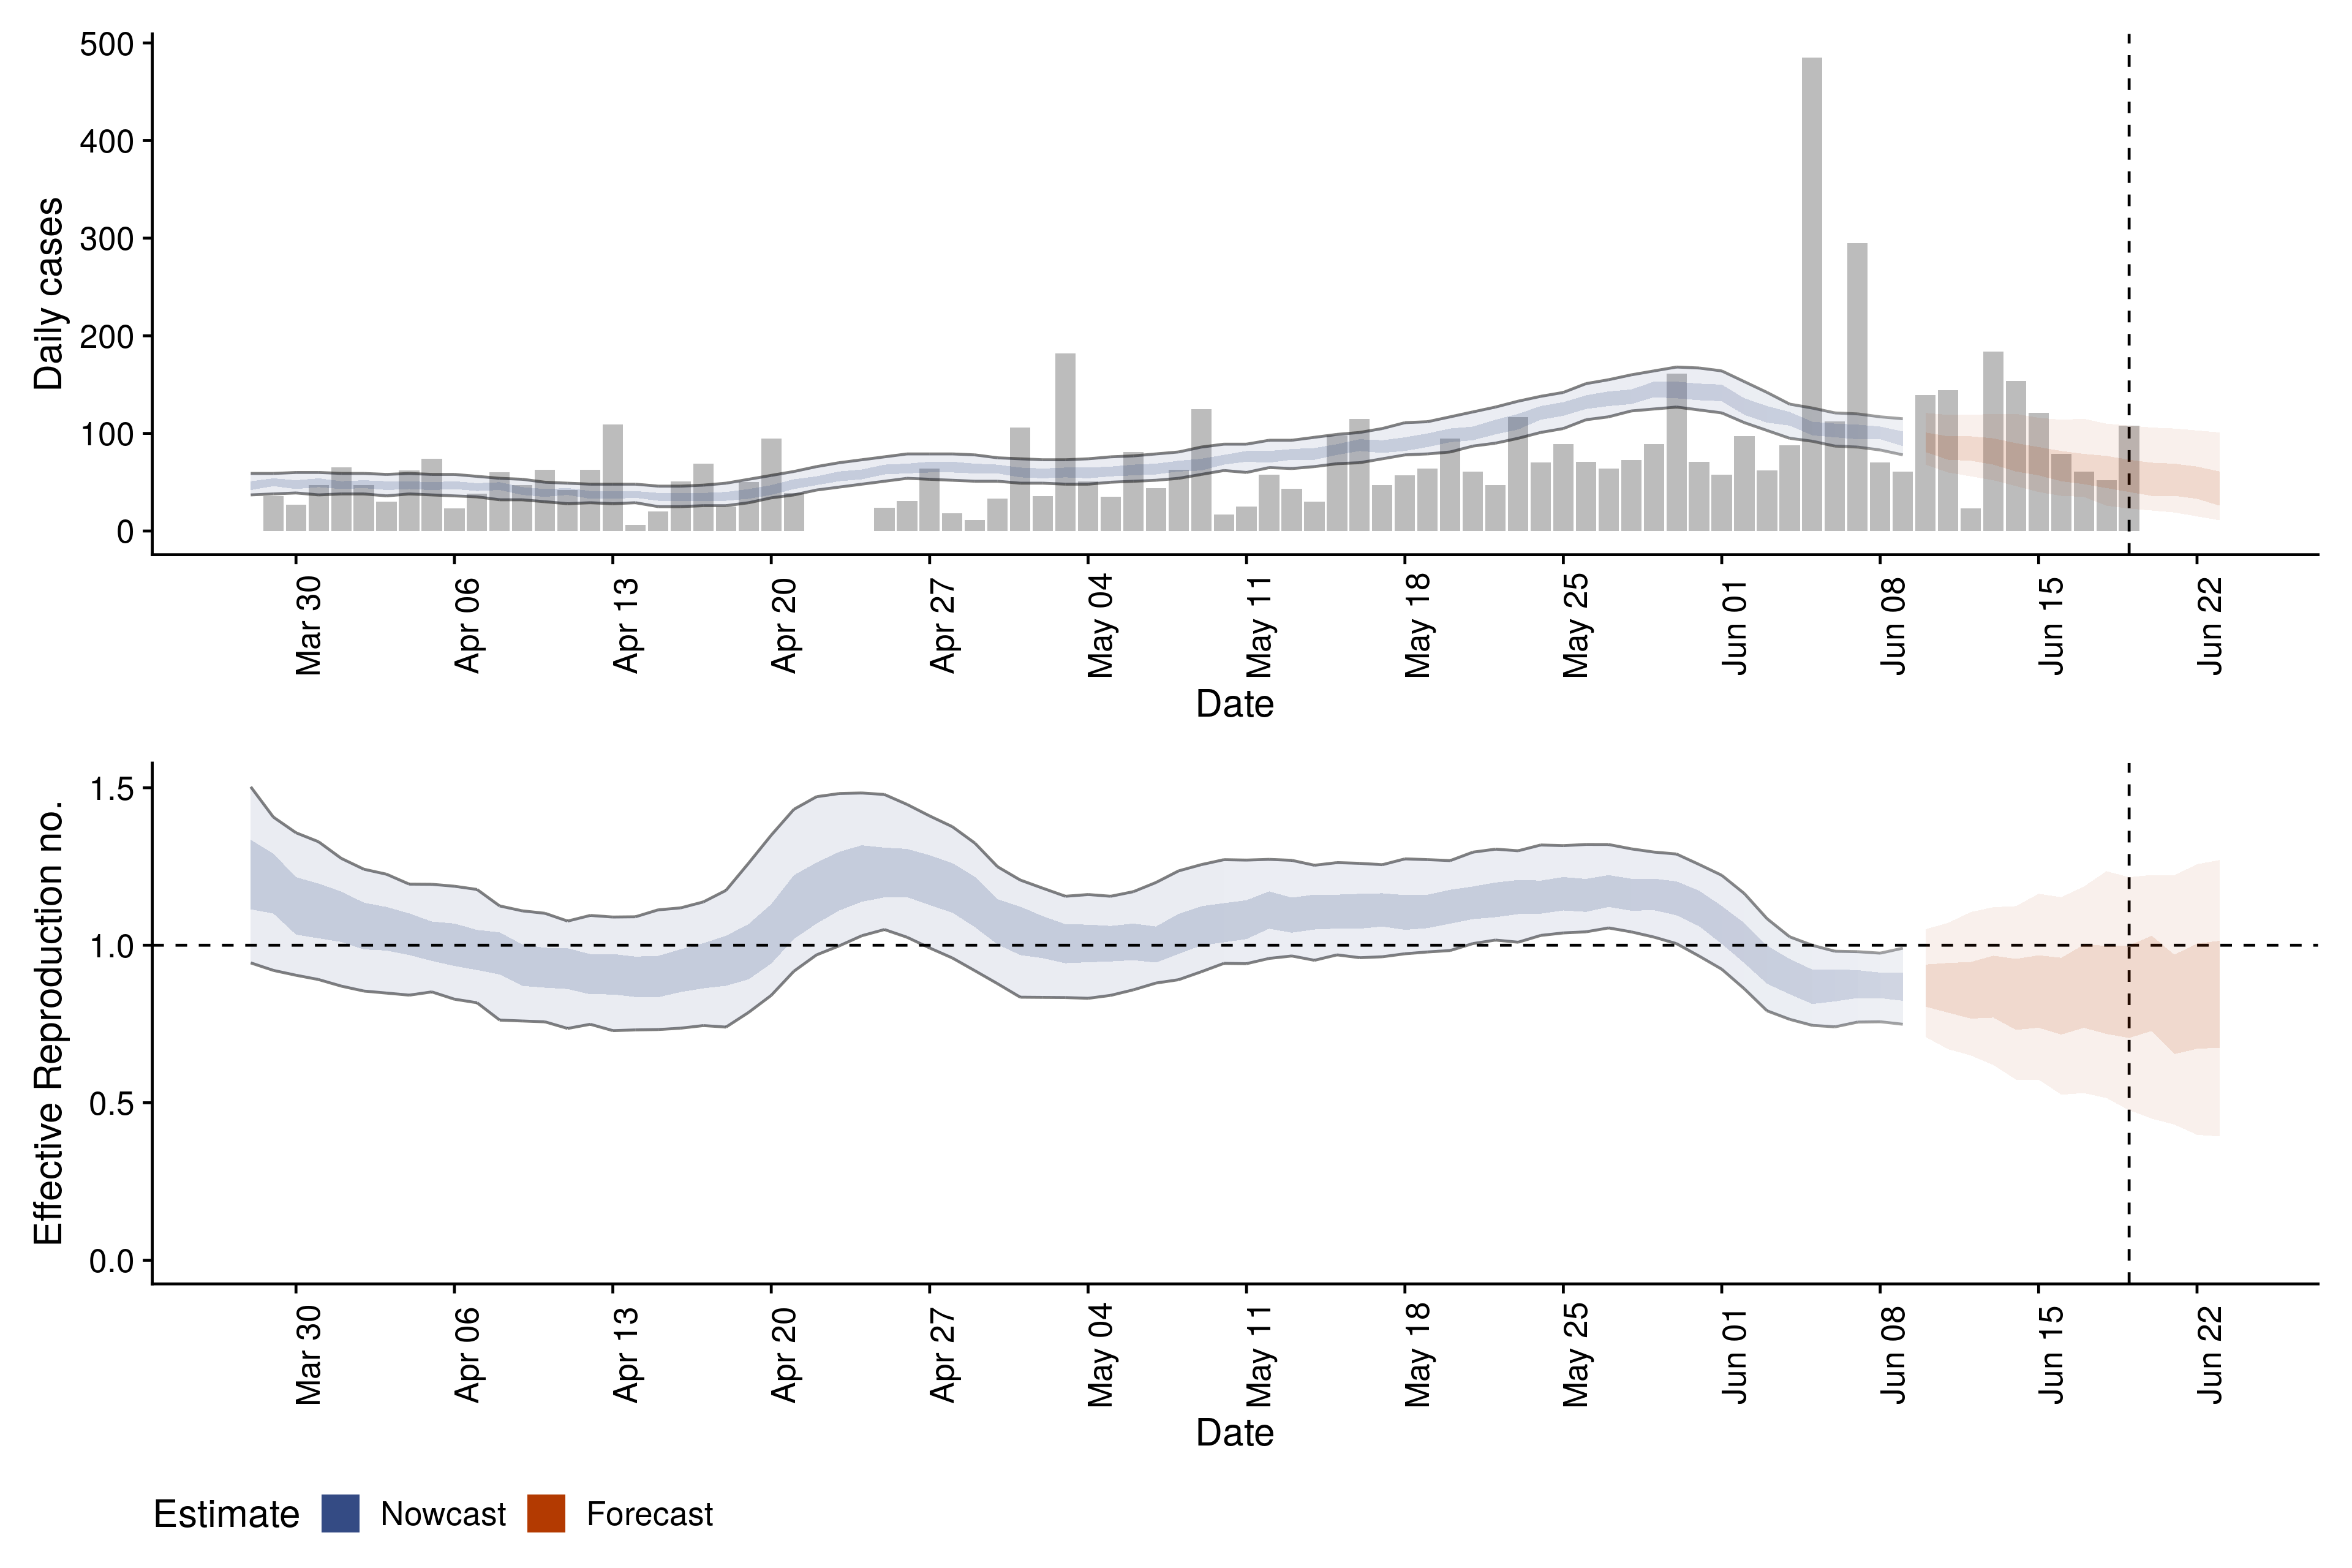 Daily cases
500
400
300
200
100
0
Mar 30
Apr 06
Apr 13
Apr 20
Apr 27
May 04
May 11
May 18
May 25
Jun 01
Jun 08
Jun 15
Jun 22
Date
Effective Reproduction no.
1.5
1.0
0.5
0.0
Mar 30
Apr 06
Apr 13
Apr 20
Apr 27
May 04
May 11
May 18
May 25
Jun 01
Jun 08
Jun 15
Jun 22
Date
Estimate Nowcast Forecast